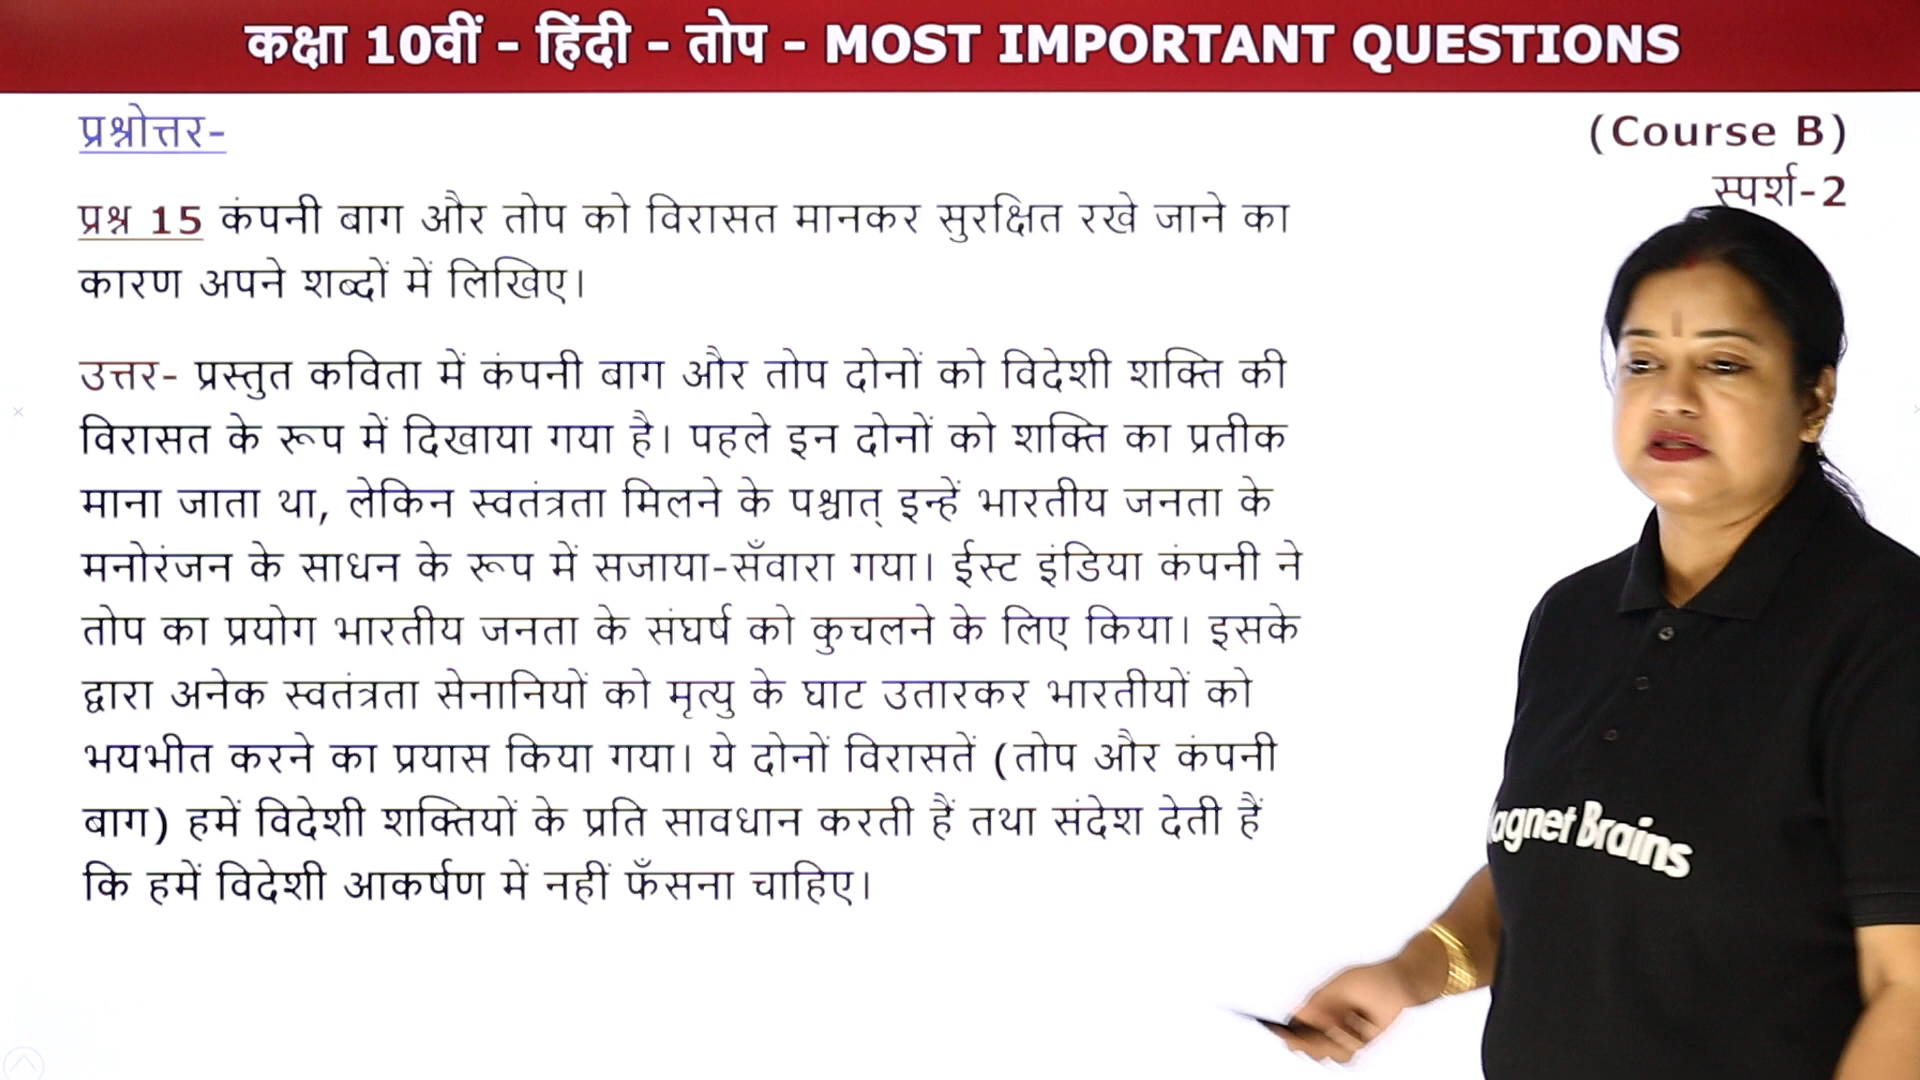 कक्षा 10वीं - हिंदी - तोप - MOST IMPORTANT QUESTIONS
प्रश्नोत्तर-
(Course B)
स्पर्श-2
प्रश्न 15 कंपनी बाग और तोप को विरासत मानकर सुरक्षित रखे जाने का
कारण अपने शब्दों में लिखिए।
उत्तर- प्रस्तुत कविता में कंपनी बाग और तोप दोनों को विदेशी शक्ति की
विरासत के रूप में दिखाया गया है। पहले इन दोनों को शक्ति का प्रतीक
माना जाता था, लेकिन स्वतंत्रता मिलने के पश्चात् इन्हें भारतीय जनता के
मनोरंजन के साधन के रूप में सजाया-सँवारा गया। ईस्ट इंडिया कंपनी ने
तोप का प्रयोग भारतीय जनता के संघर्ष को कुचलने के लिए किया। इसके
द्वारा अनेक स्वतंत्रता सेनानियों को मृत्यु के घाट उतारकर भारतीयों को
भयभीत करने का प्रयास किया गया। ये दोनों विरासतें (तोप और कंपनी
बाग) हमें विदेशी शक्तियों के प्रति सावधान करती हैं तथा संदेश देती हैं
कि हमें विदेशी आकर्षण में नहीं फँसना चाहिए।
agnet Brains